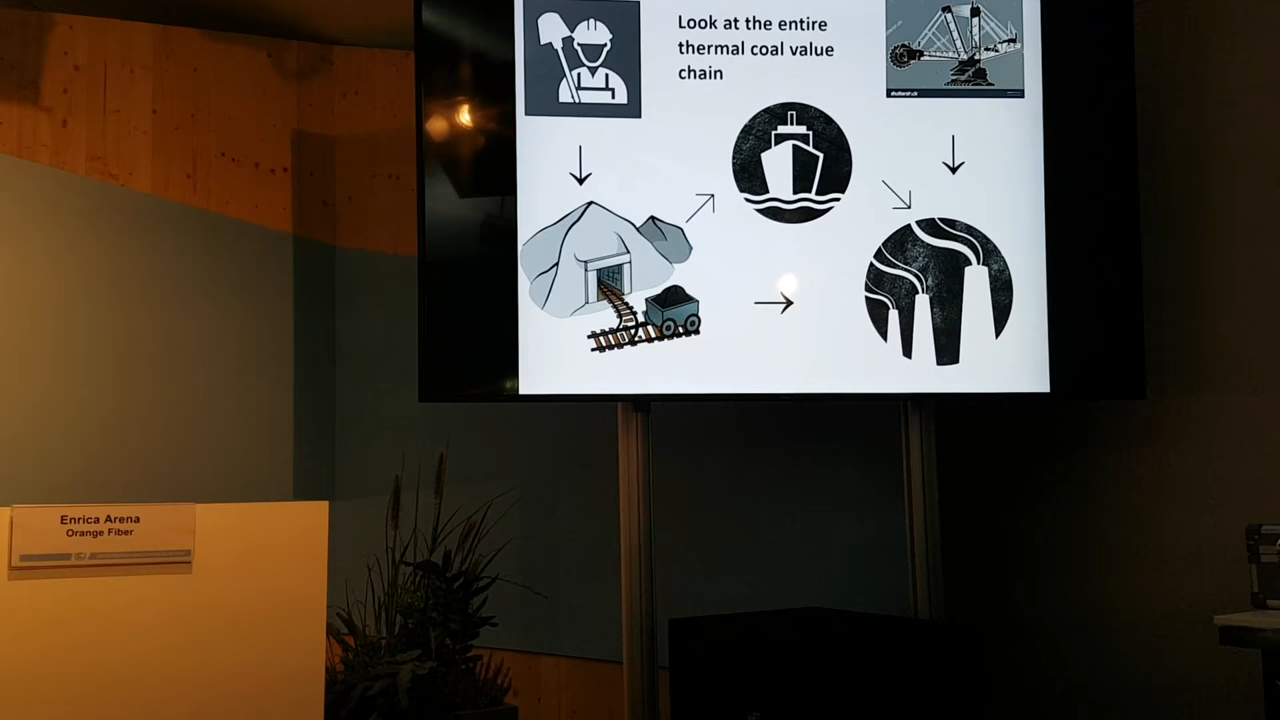 Look at the entire
thermal coal value
chain
Enrica Arena
Orange Fiber